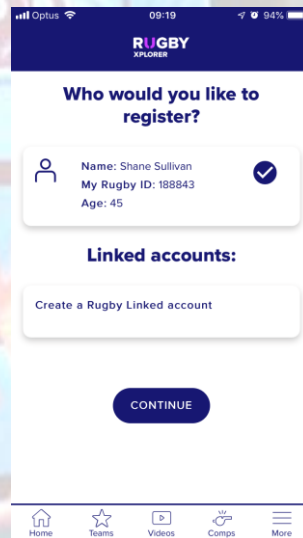 Optus
09:19
94%
RUGBY
XPLORER
Who would you like to
register?
Name: Shane Sullivan
My Rugby ID: 188843
Age: 45
Linked accounts:
Create a Rugby Linked account
CONTINUE
Home
Teams
Videos
Comps
More